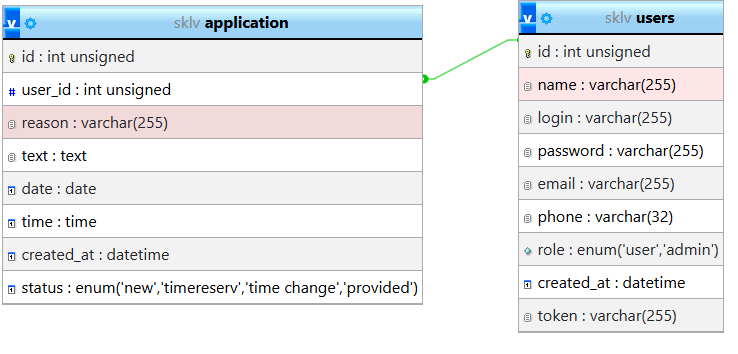 v sklv application
id : int unsigned
user_id : int unsigned
reason : varchar(255)
text : text
date : date
time : time
created_at : datetime
status : enum('new','timereserv','time change','provided')
v sklv users
id : int unsigned
name : varchar(255)
login : varchar(255)
password : varchar(255)
email : varchar(255)
phone : varchar(32)
role : enum('user','admin')
created_at : datetime
token : varchar(255)